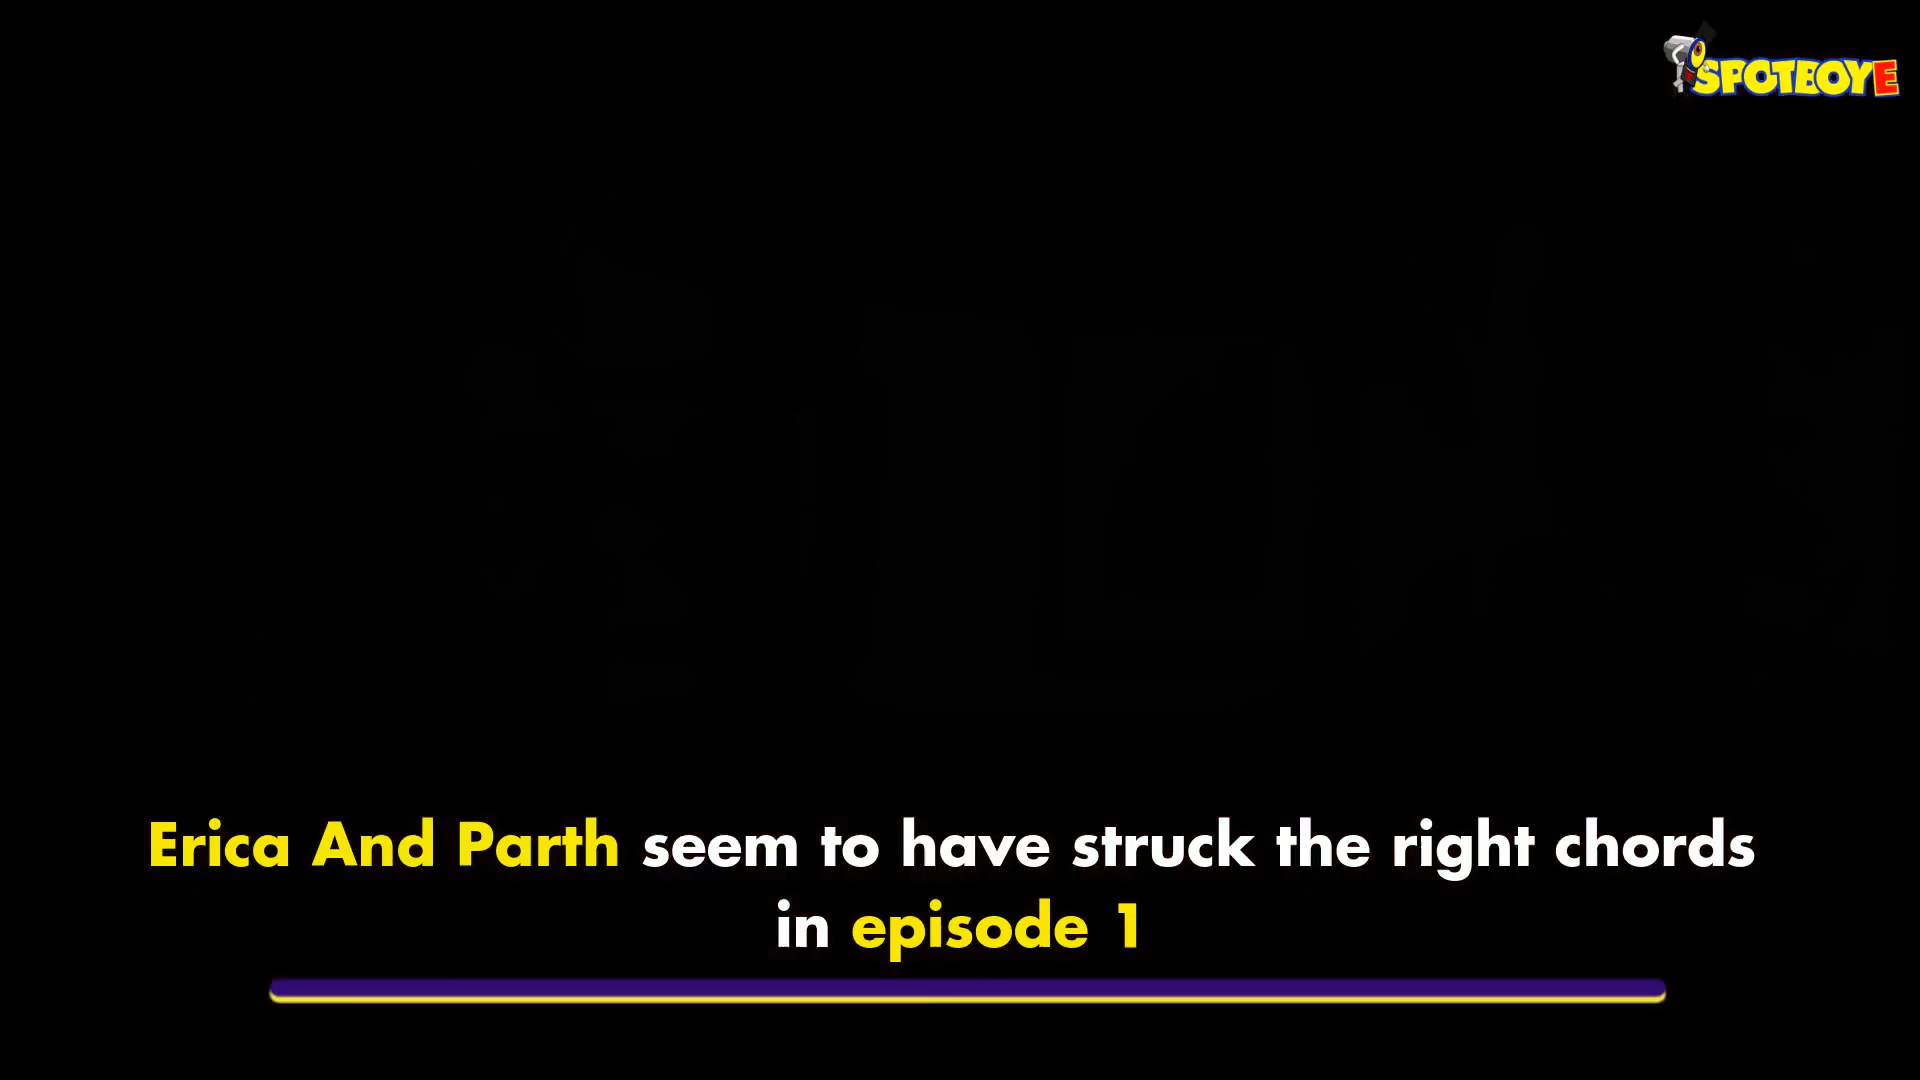 SPOTBOYE
Erica And Parth seem to have struck the right chords
in episode 1